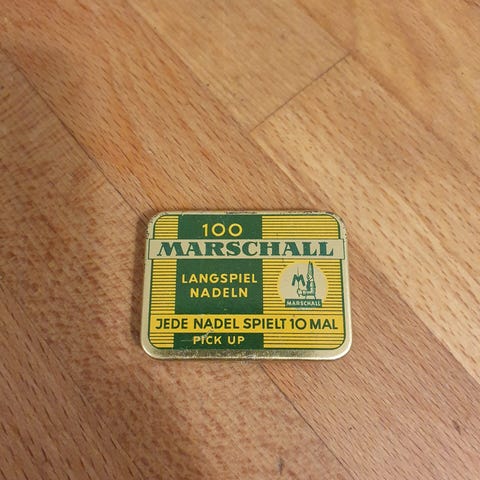 100
MARSCHALL
LANGSPIEL
NADELN
M
MARSCHALL
JEDE NADEL SPIELT 10 MAL
PICK UP